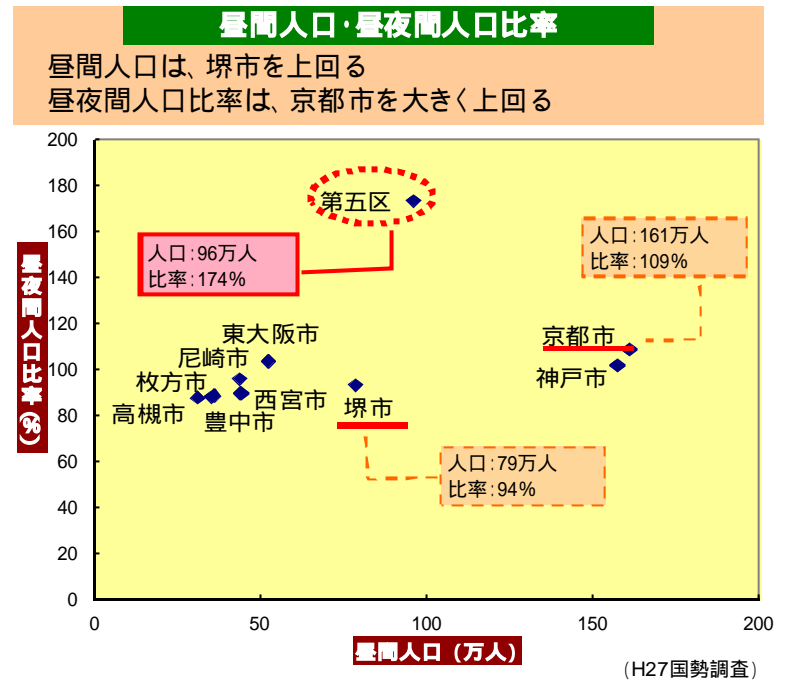 昼間人口･昼夜間人口比率
昼間人口は、堺市を上回る
昼夜間人口比率は、京都市を大きく上回る
昼夜間人口比率(%)
200
180
160
140
120
100
80
60
40
20
0
第五区
人口:96万人
比率:174%
人口:161万人
比率:109%
東大阪市
尼崎市
枚方市
高槻市
豊中市
西宮市
堺市
京都市
神戸市
人口:79万人
比率:94%
0
50
100
150
200
昼間人口 (万人)
(H27国勢調査)